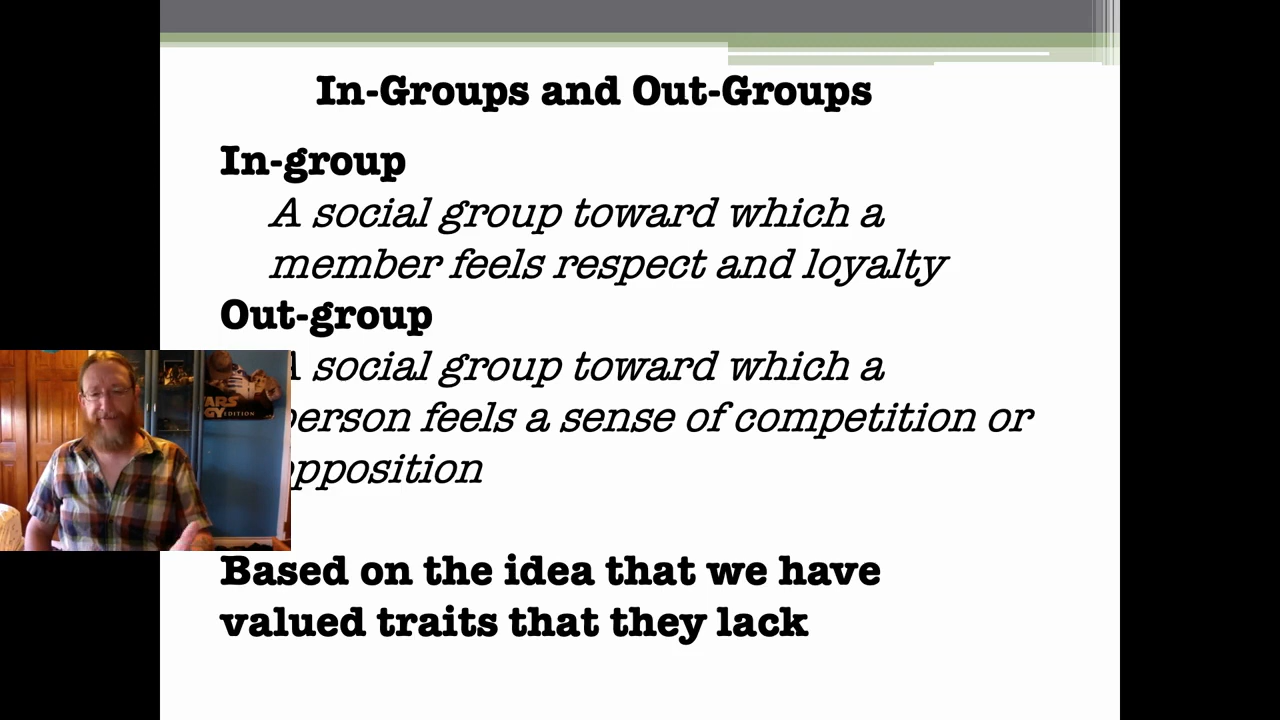 In-Groups and Out-Groups
In-group
A social group toward which a
member feels respect and loyalty
Out-group
A social group toward which a
person feels a sense of competition or
opposition
Based on the idea that we have
valued traits that they lack
EDITION